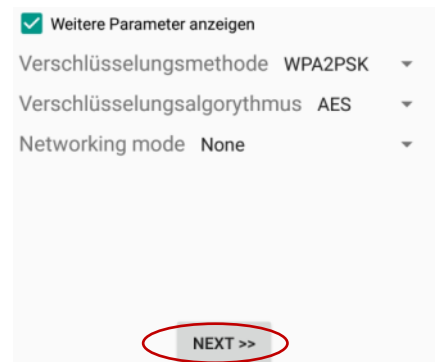 Weitere Parameter anzeigen
Verschlüsselungsmethode WPA2PSK
Verschlüsselungsalgorythmus AES
Networking mode None
NEXT >>